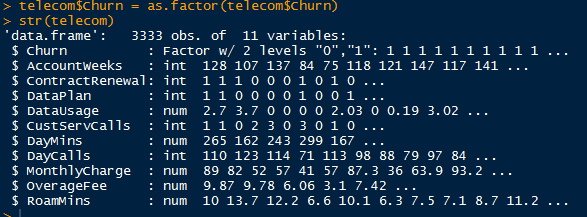 > telecom$Churn = as.factor(telecom$Churn)
> str(telecom)
'data.frame':   3333 obs. of  11 variables:
 $ Churn          : Factor w/ 2 levels "0","1": 1 1 1 1 1 1 1 1 1 1 ...
 $ AccountWeeks   : int  128 107 137 84 75 118 121 147 117 141 ...
 $ ContractRenewal: int  1 1 1 0 0 0 1 0 1 0 ...
 $ DataPlan       : int  1 1 0 0 0 0 1 0 0 1 ...
 $ DataUsage      : num  2.7 3.7 0 0 0 0 2.03 0 0.19 3.02 ...
 $ CustServCalls  : int  1 1 0 2 3 0 3 0 1 0 ...
 $ DayMins        : num  265 162 243 299 167 ...
 $ DayCalls       : int  110 123 114 71 113 98 88 79 97 84 ...
 $ MonthlyCharge  : num  89 82 52 57 41 57 87.3 36 63.9 93.2 ...
 $ OverageFee     : num  9.87 9.78 6.06 3.1 7.42 ...
 $ RoamMins       : num  10 13.7 12.2 6.6 10.1 6.3 7.5 7.1 8.7 11.2 ...
>